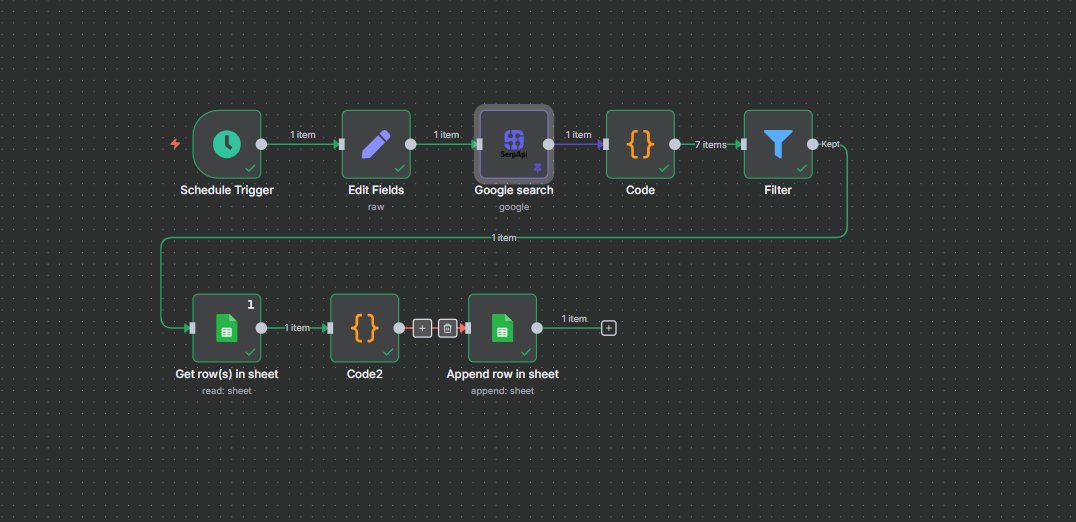 1 item
1 item
1 item
7 items
Kept
SerpApi
Schedule Trigger
Edit Fields
Google search
Code
Filter
raw
google
1 item
1
1 item
1 item
Get row(s) in sheet
Code2
Append row in sheet
read: sheet
append: sheet